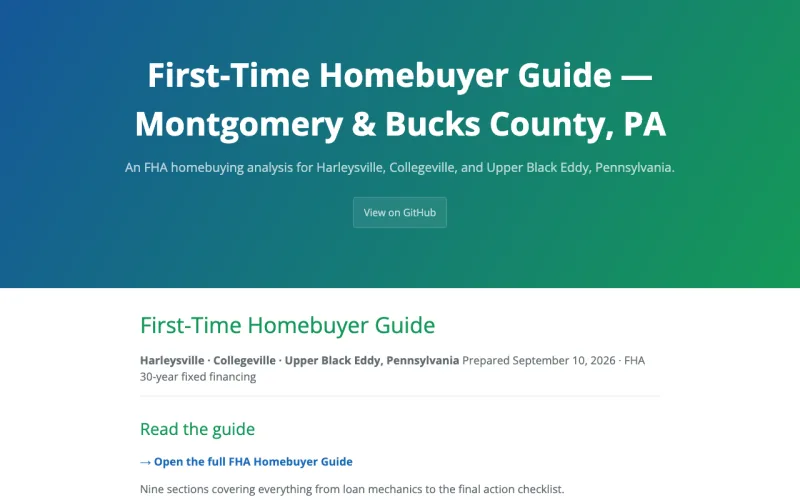 First-Time Homebuyer Guide —
Montgomery & Bucks County, PA
An FHA homebuying analysis for Harleysville, Collegeville, and Upper Black Eddy, Pennsylvania.
View on GitHub
First-Time Homebuyer Guide
Harleysville · Collegeville · Upper Black Eddy, Pennsylvania Prepared September 10, 2026 · FHA
30-year fixed financing
Read the guide
→ Open the full FHA Homebuyer Guide
Nine sections covering everything from loan mechanics to the final action checklist.